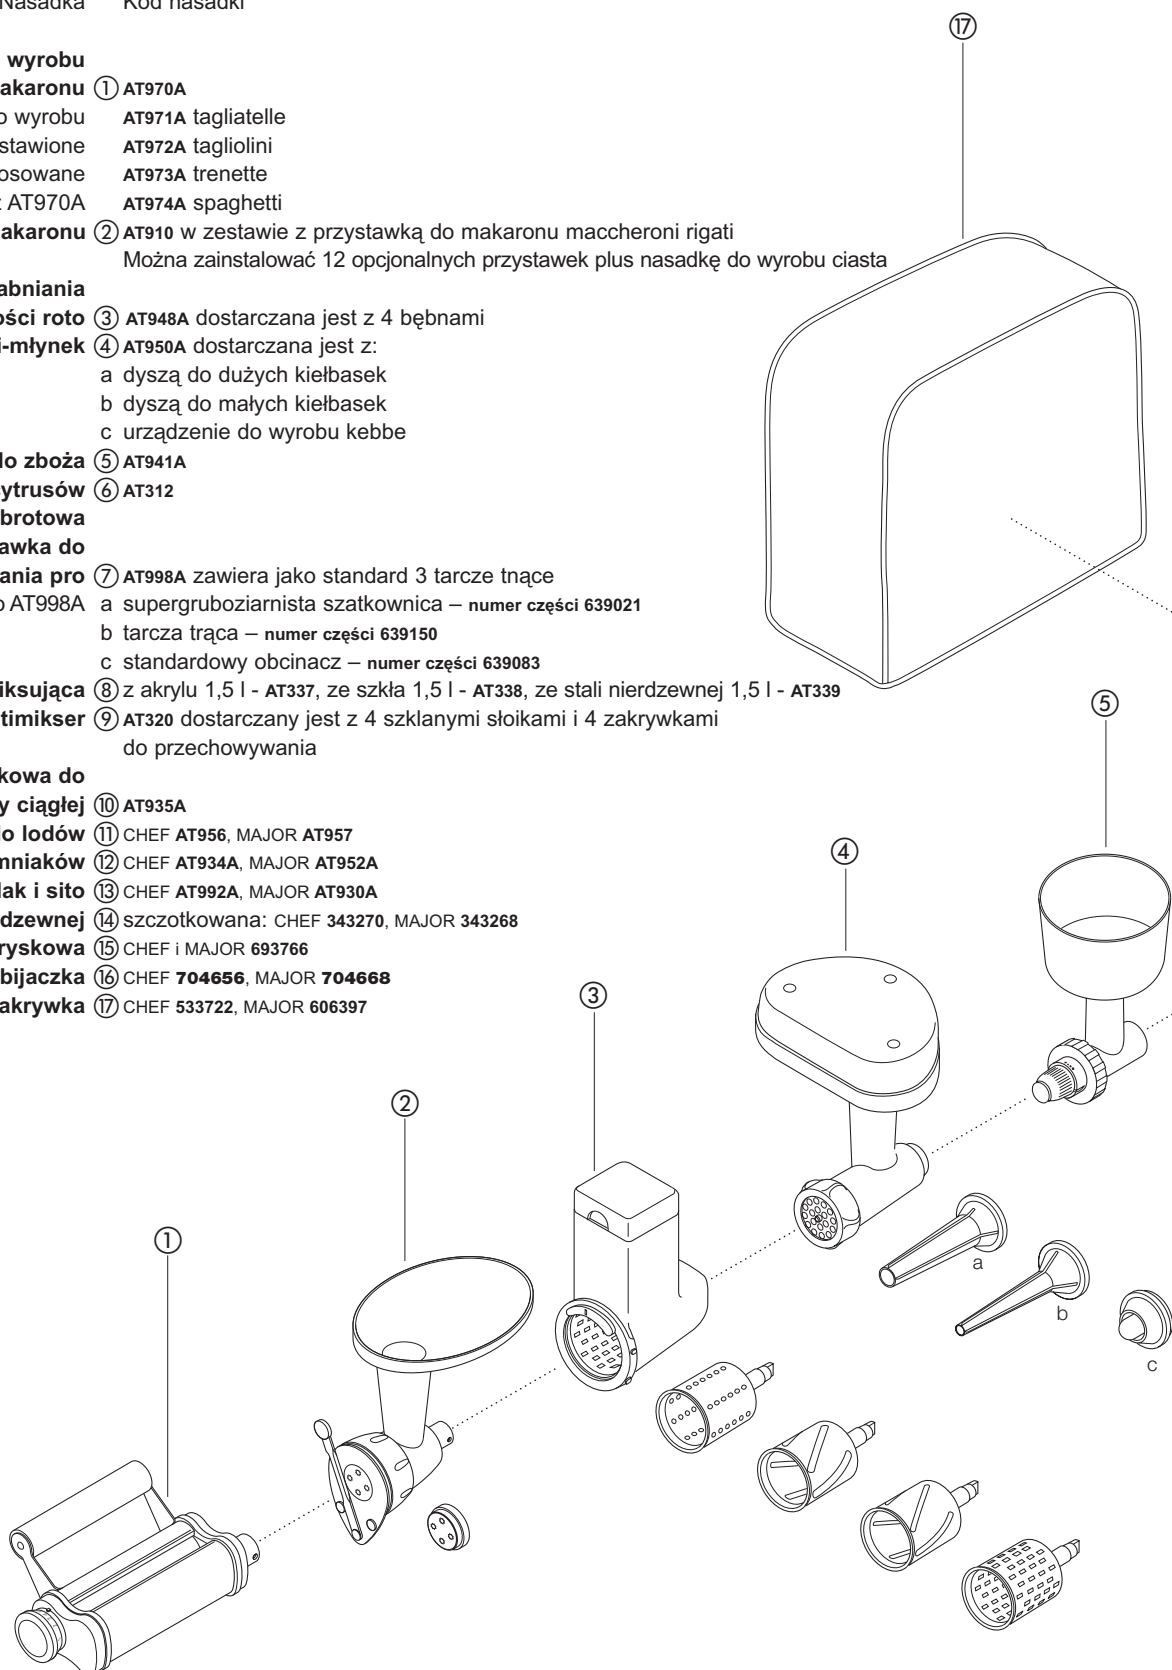 Nasadka Kod nasadki
wyrobu
akaronu ① AT970A
o wyrobu AT971A tagliatelle
stawione AT972A tagliolini
osowane AT973A trenette
z AT970A AT974A spaghetti
akaronu ② AT910 w zestawie z przystawką do makaronu maccheroni rigati
Można zainstalować 12 opcjonalnych przystawek plus nasadkę do wyrobu ciasta
abniania
ości roto ③ AT948A dostarczana jest z 4 bębnami
i-młynek ④ AT950A dostarczana jest z:
a dyszą do dużych kiełbasek
b dyszą do małych kiełbasek
c urządzenie do wyrobu kebbe
do zboża ⑤ AT941A
cytrusów ⑥ AT312
brotowa
awka do
ania pro ⑦ AT998A zawiera jako standard 3 tarcze tnące
o AT998A a supergruboziarnista szatkownica – numer części 639021
b tarcza trąca – numer części 639150
c standardowy obcinacz – numer części 639083
iksująca ⑧ z akrylu 1,5 l - AT337, ze szkła 1,5 l - AT338, ze stali nierdzewnej 1,5 l - AT339
timikser ⑨ AT320 dostarczany jest z 4 szklanymi słoikami i 4 zakrywkami
do przechowywania
kowa do
y ciągłej ⑩ AT935A
do lodów ⑪ CHEF AT956, MAJOR AT957
mniaków ⑫ CHEF AT934A, MAJOR AT952A
lak i sito ⑬ CHEF AT992A, MAJOR AT930A
dzewnej ⑭ szczotkowana: CHEF 343270, MAJOR 343268
ryskowa ⑮ CHEF i MAJOR 693766
bijaczka ⑯ CHEF 704656, MAJOR 704668
akrywka ⑰ CHEF 533722, MAJOR 606397
⑰
⑤
④
③
②
①
a
b
c